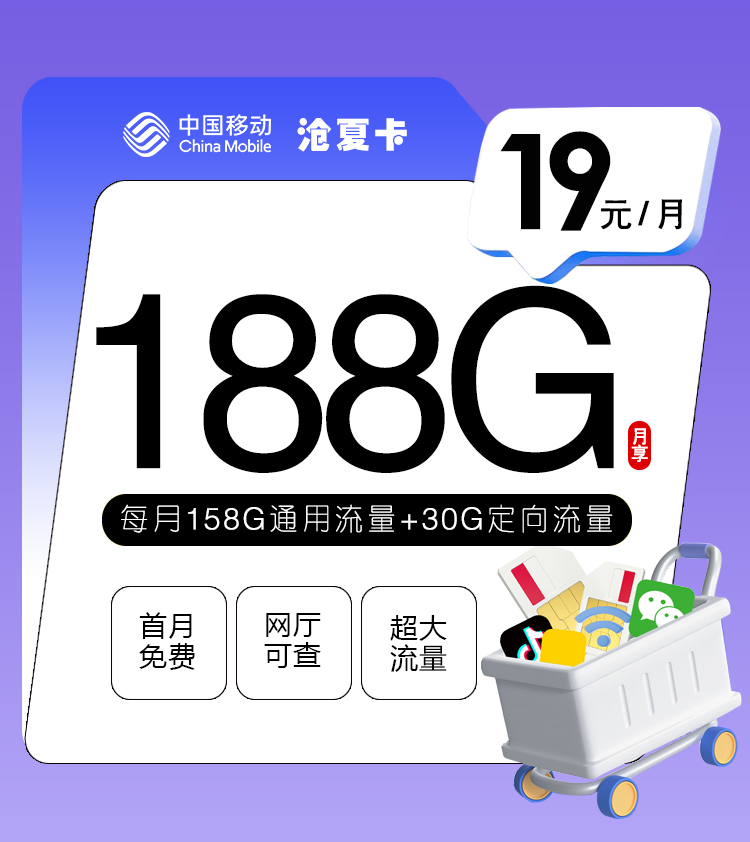 中国移动
China Mobile
沧夏卡
19元/月
188G
月享
每月158G通用流量+30G定向流量
首月
免费
网厅
可查
超大
流量